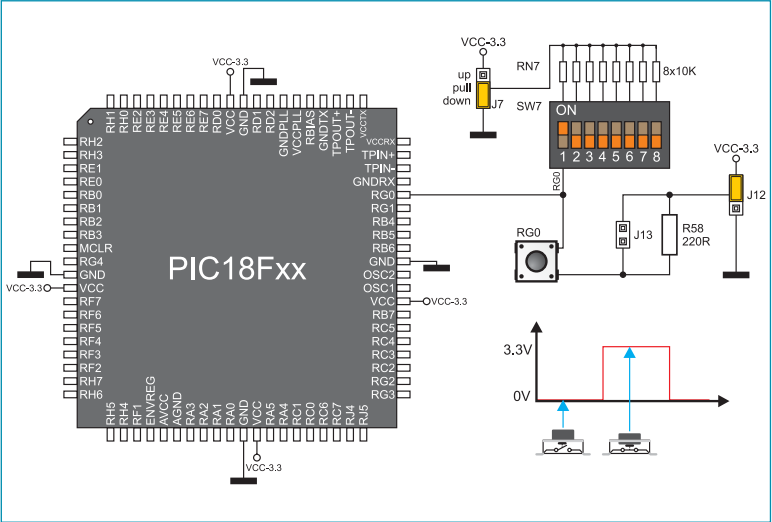 VCC-3.3
RH1 RH0 RE2 RE3 RE4 RE5 RE6 RE7 RD0 VCC GND RD1 RD2 GNDPLL VCCPLL RBIAS GNDTX TPOUT+ TPOUT- VCCTX
RH2
RH3
RE1
RE0
RB0
RB1
RB2
RB3
MCLR
RG4
GND
VCC
RF7
RF6
RF5
RF4
RF3
RF2
RH7
RH6
VCC-3.3
PIC18Fxx
VCCRX
TPIN+
TPIN-
GNDRX
RG0
RG1
RB4
RB5
RB6
GND
OSC2
OSC1
VCC
RB7
RC5
RC4
RC3
RC2
RG2
RG3
VCC-3.3
RH5 RH4 RF1 ENVREG AVCC AGND RA3 RA2 RA1 RA0 GND VCC RA5 RA4 RC1 RC0 RC6 RC7 RJ4 RJ5
VCC-3.3
VCC-3.3
up
pull
down
J7
RN7
8x10K
SW7
ON
1 2 3 4 5 6 7 8
RG0
VCC-3.3
J12
RG0
J13
R58
220R
3.3V
0V